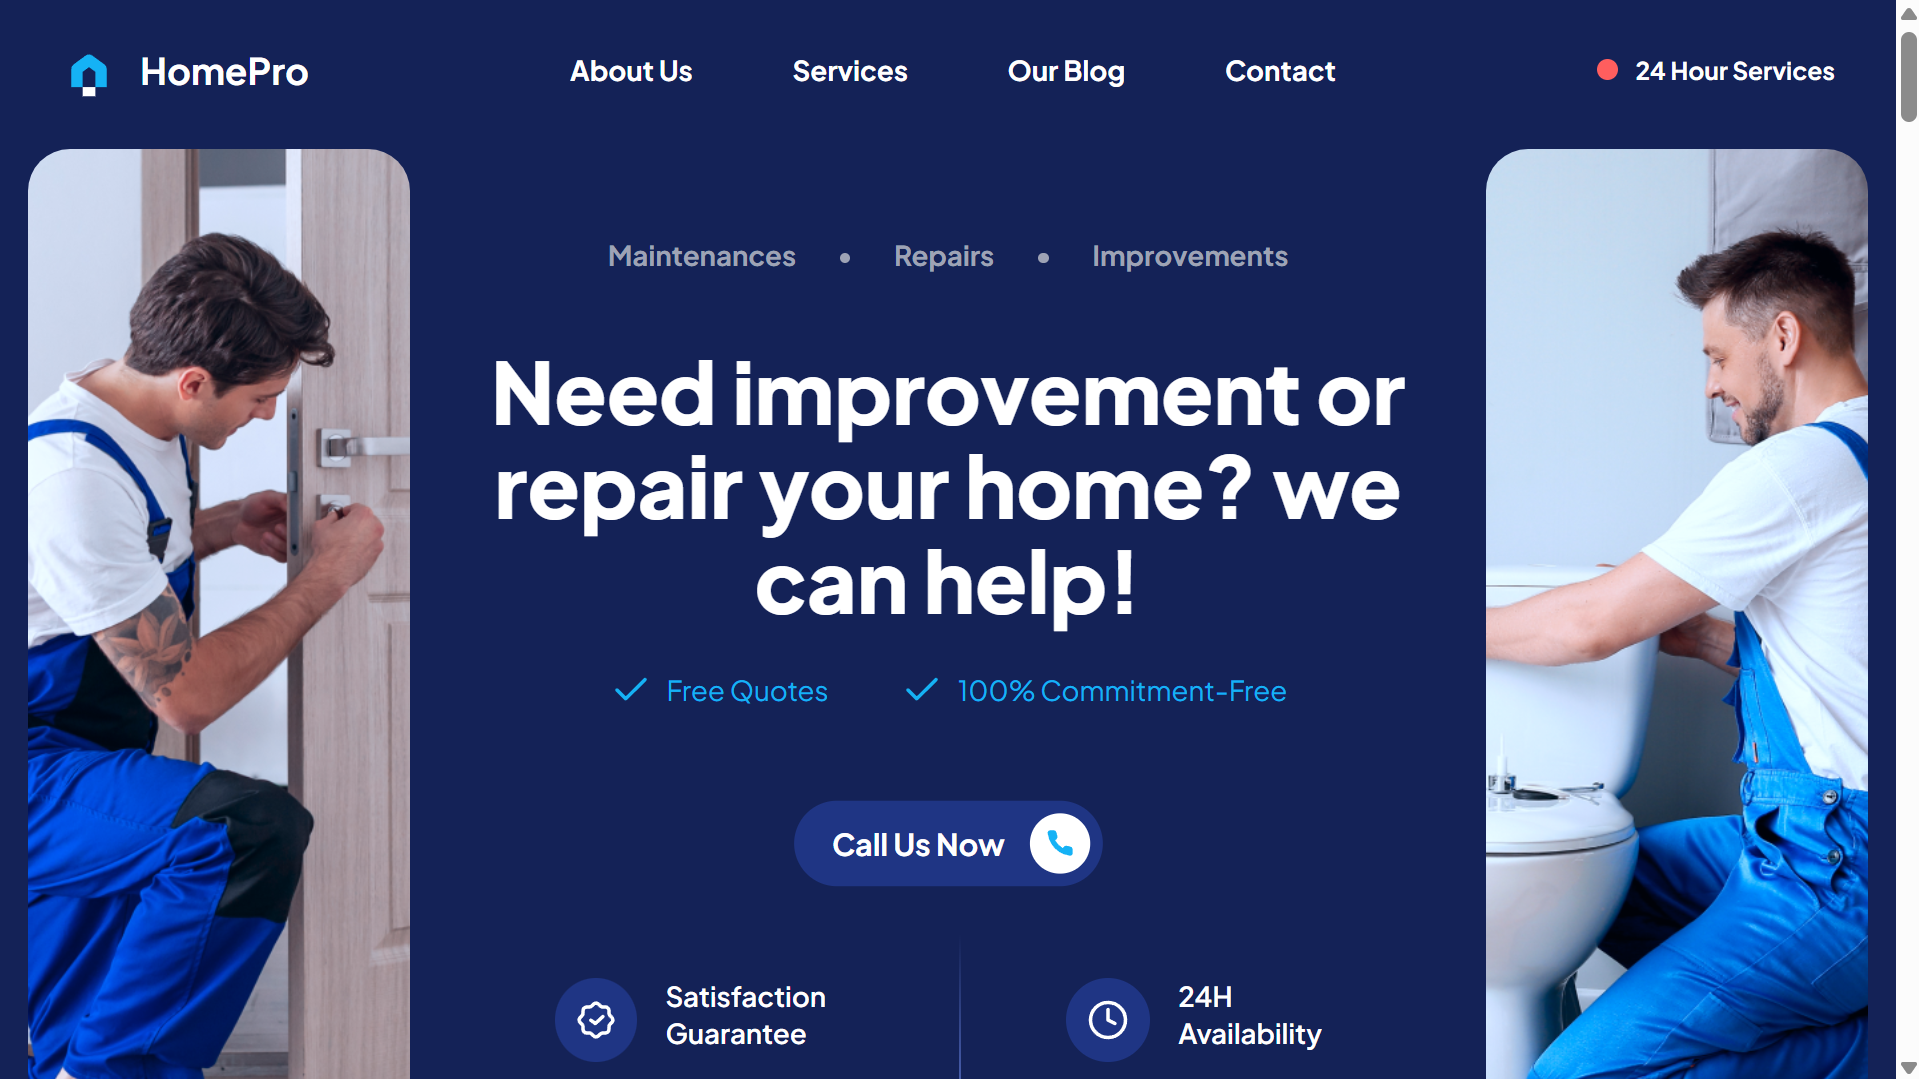 HomePro
About Us
Services
Our Blog
Contact
24 Hour Services
Maintenances • Repairs • Improvements
Need improvement or
repair your home? we
can help!
Free Quotes
100% Commitment-Free
Call Us Now
Satisfaction
Guarantee
24H
Availability